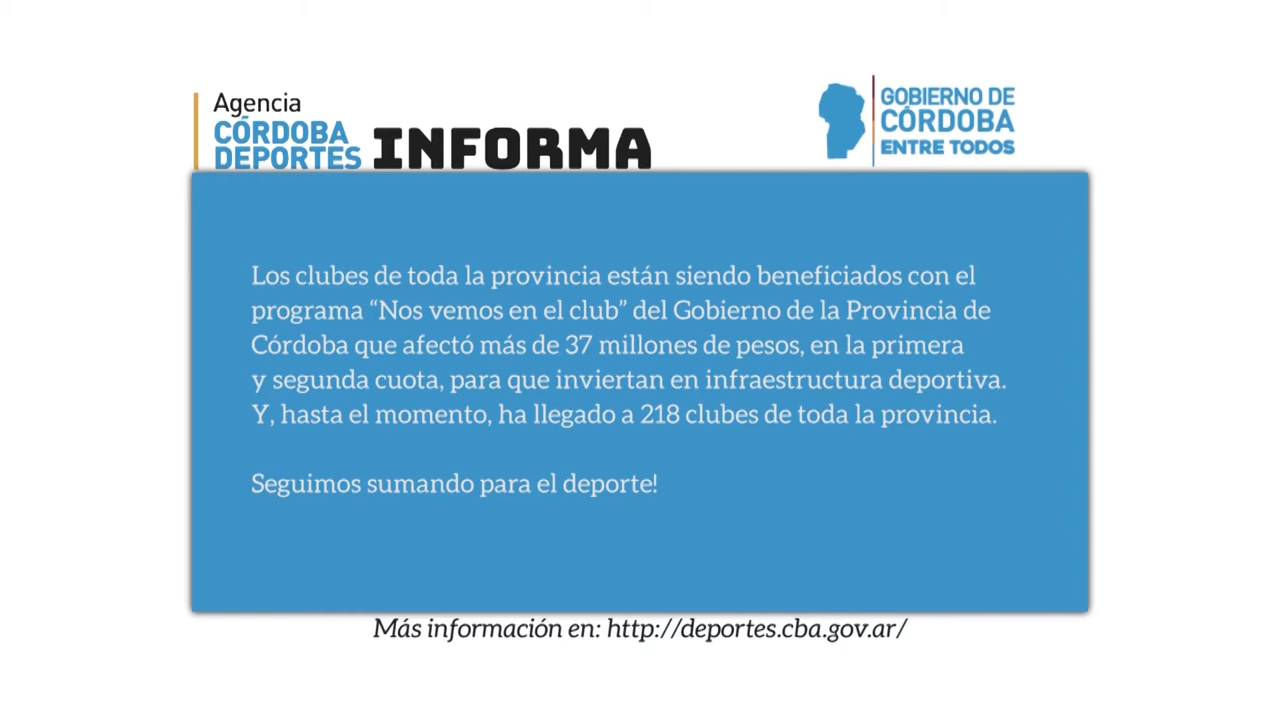 Agencia
CÓRDOBA
DEPORTES INFORMA
GOBIERNO DE
CÓRDOBA
ENTRE TODOS
Los clubes de toda la provincia están siendo beneficiados con el
programa “Nos vemos en el club” del Gobierno de la Provincia de
Córdoba que afectó más de 37 millones de pesos, en la primera
y segunda cuota, para que inviertan en infraestructura deportiva.
Y, hasta el momento, ha llegado a 218 clubes de toda la provincia.
Seguimos sumando para el deporte!
Más información en: http://deportes.cba.gov.ar/